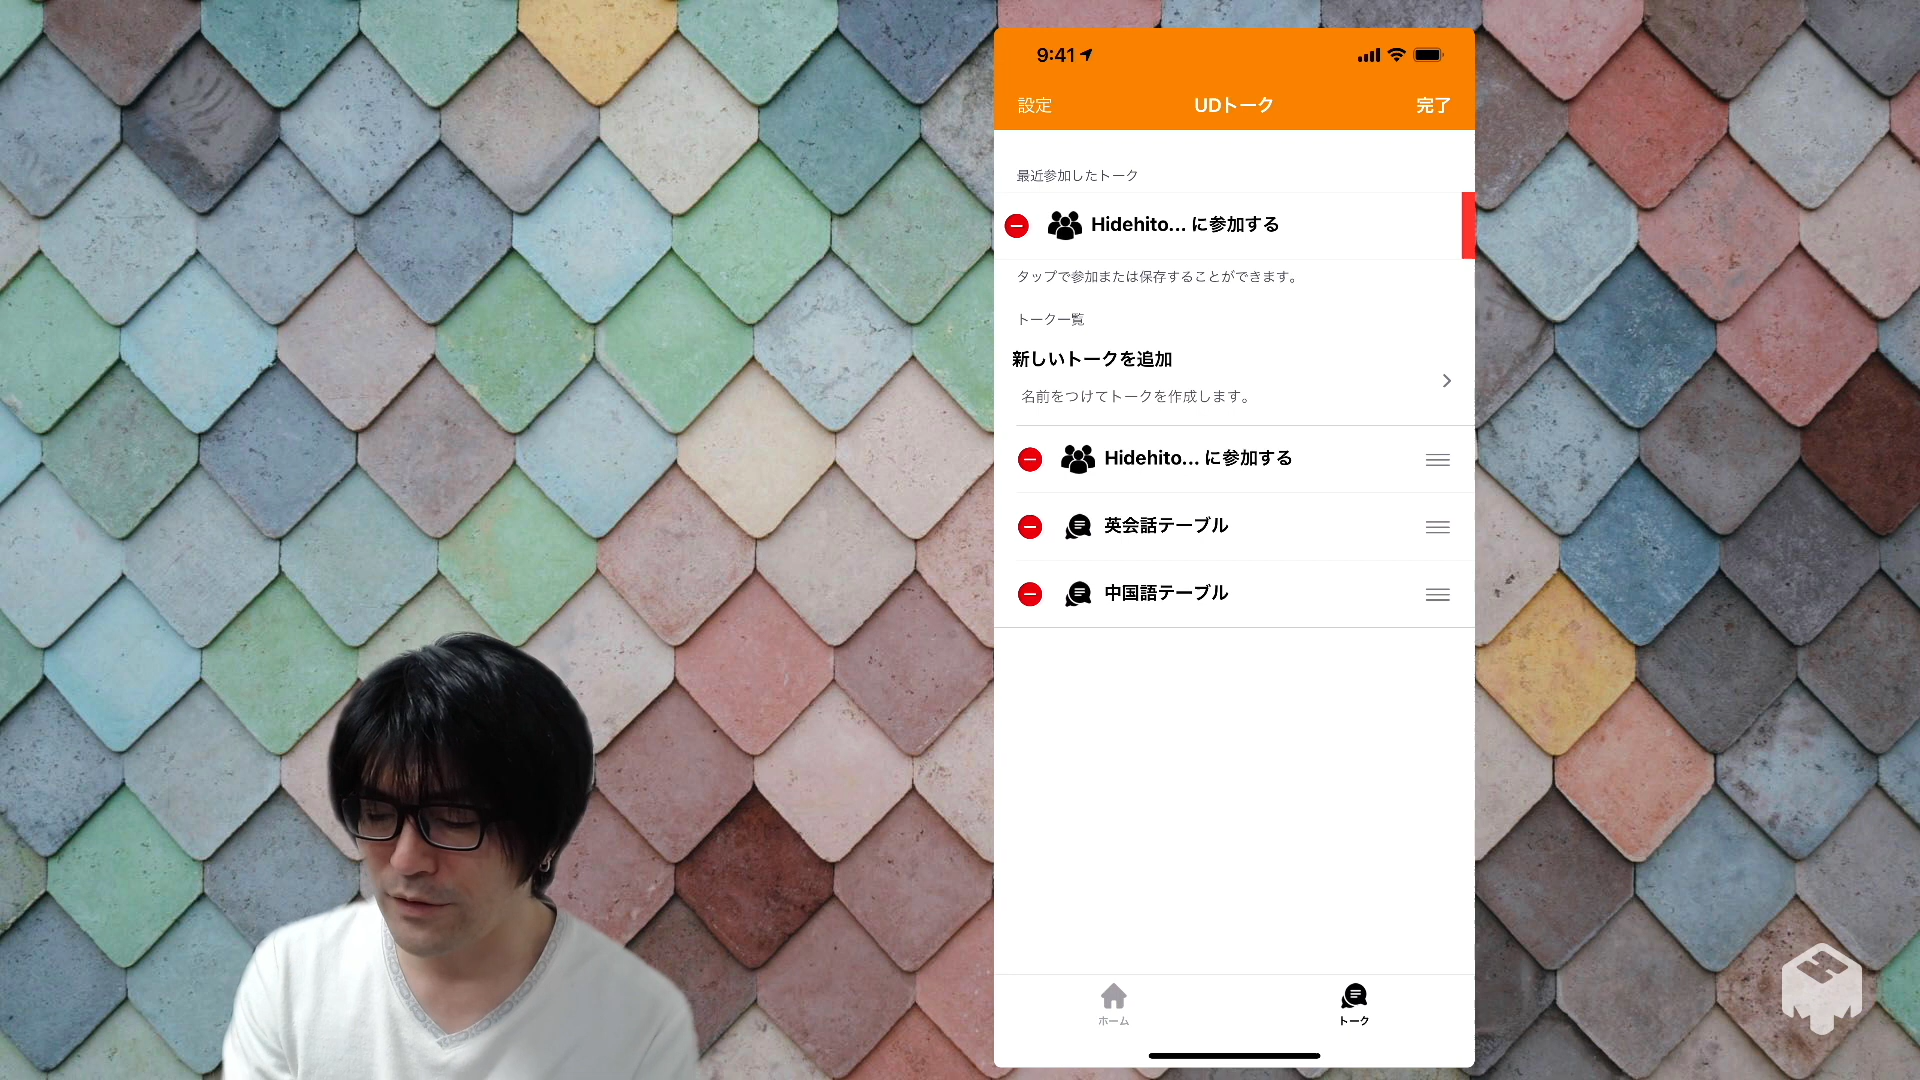 9:41
設定
UDトーク
完了
最近参加したトーク
Hidehito... に参加する
タップで参加または保存することができます。
トーク一覧
新しいトークを追加
名前をつけてトークを作成します。
Hidehito... に参加する
英会話テーブル
中国語テーブル
ホーム
トーク